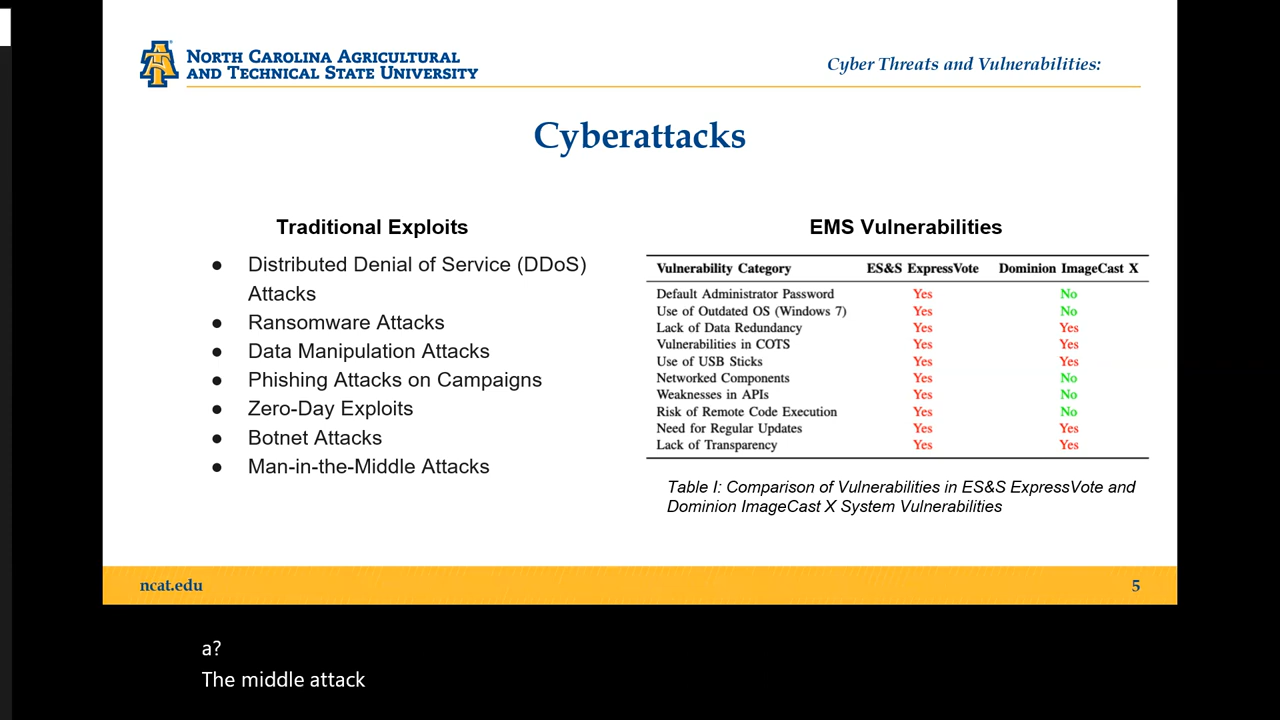 NORTH CAROLINA AGRICULTURAL
AND TECHNICAL STATE UNIVERSITY
Cyber Threats and Vulnerabilities:
Cyberattacks
Traditional Exploits
● Distributed Denial of Service (DDoS)
Attacks
● Ransomware Attacks
● Data Manipulation Attacks
● Phishing Attacks on Campaigns
● Zero-Day Exploits
● Botnet Attacks
● Man-in-the-Middle Attacks
EMS Vulnerabilities
Vulnerability Category ES&S ExpressVote Dominion ImageCast X
Default Administrator Password Yes No
Use of Outdated OS (Windows 7) Yes No
Lack of Data Redundancy Yes Yes
Vulnerabilities in COTS Yes Yes
Use of USB Sticks Yes Yes
Networked Components Yes No
Weaknesses in APIs Yes No
Risk of Remote Code Execution Yes No
Need for Regular Updates Yes Yes
Lack of Transparency Yes Yes
Table I: Comparison of Vulnerabilities in ES&S ExpressVote and
Dominion ImageCast X System Vulnerabilities
ncat.edu
5
a?
The middle attack